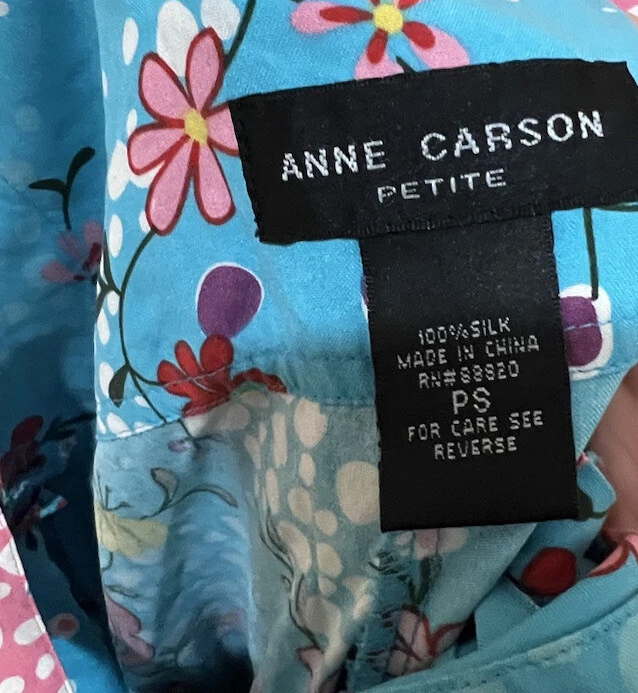 ANNE CARSON
PETITE
100%SILK
MADE IN CHINA
RN#88820
PS
FOR CARE SEE
REVERSE